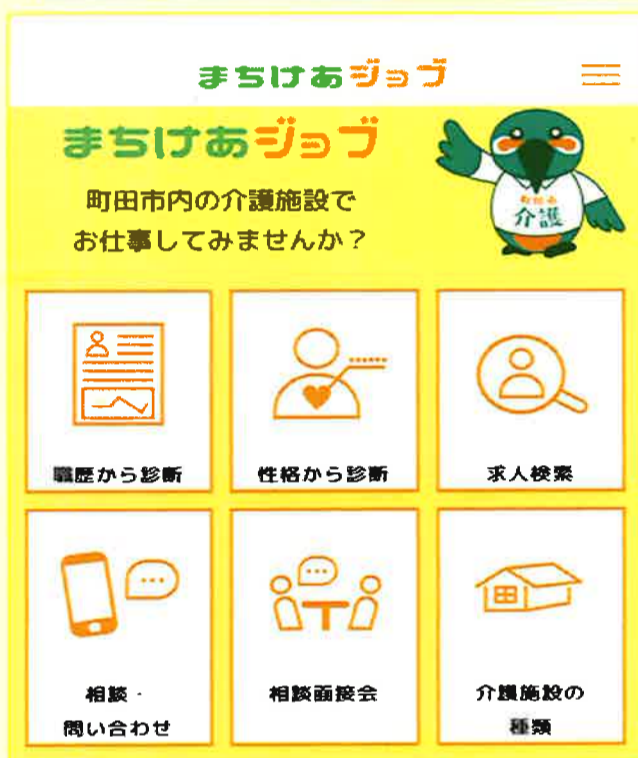 まちけあジョブ
まちけあジョブ
町田市内の介護施設で
お仕事してみませんか？
町田市
介護
職歴から診断
性格から診断
求人検索
相談・
問い合わせ
相談面接会
介護施設の
種類